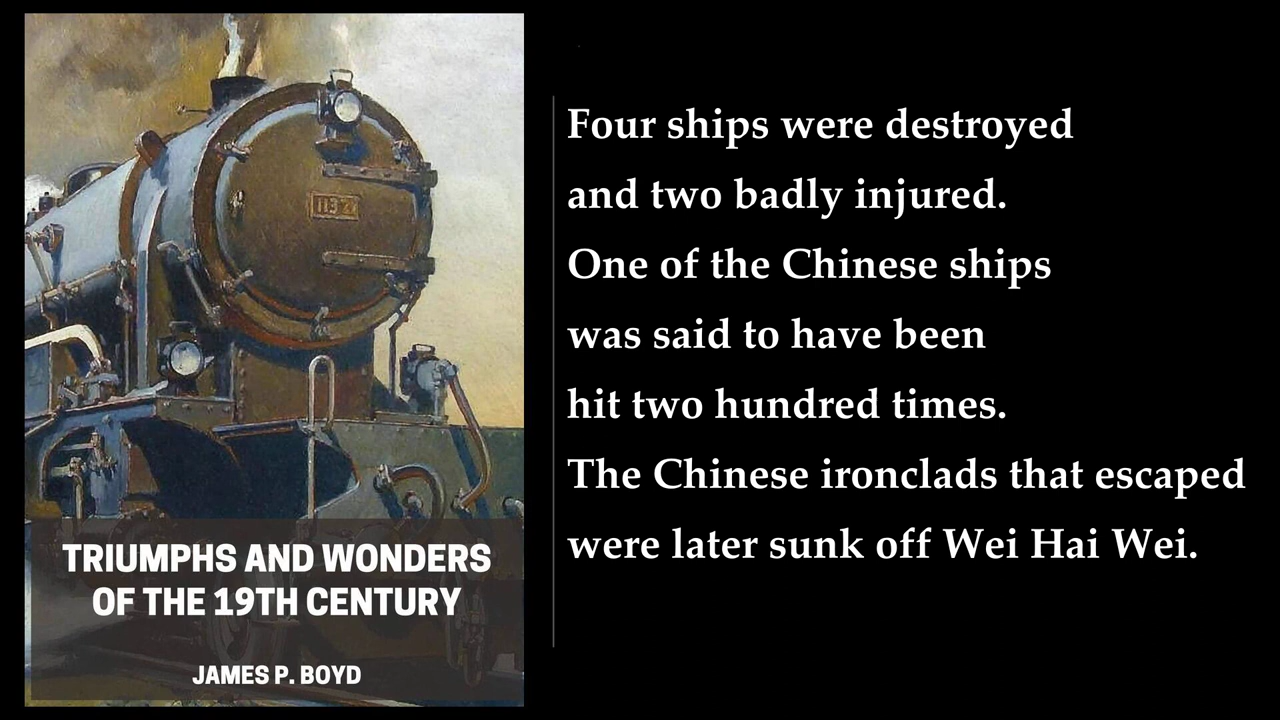 1132
TRIUMPHS AND WONDERS
OF THE 19TH CENTURY
JAMES P. BOYD
Four ships were destroyed
and two badly injured.
One of the Chinese ships
was said to have been
hit two hundred times.
The Chinese ironclads that escaped
were later sunk off Wei Hai Wei.